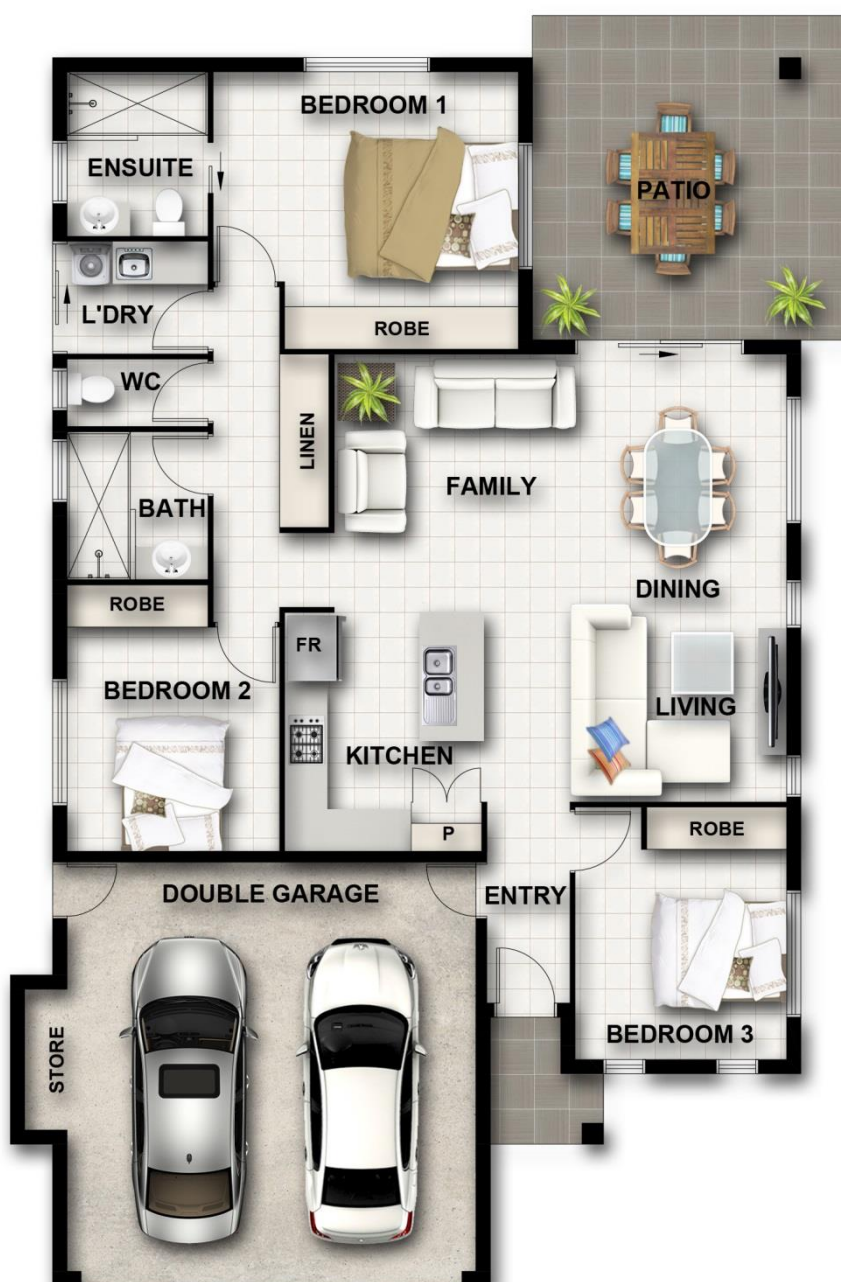 BEDROOM 1
ENSUITE
PATIO
L'DRY
ROBE
WC
LINEN
FAMILY
BATH
DINING
ROBE
FR
BEDROOM 2
LIVING
KITCHEN
P
ROBE
DOUBLE GARAGE
ENTRY
BEDROOM 3
STORE